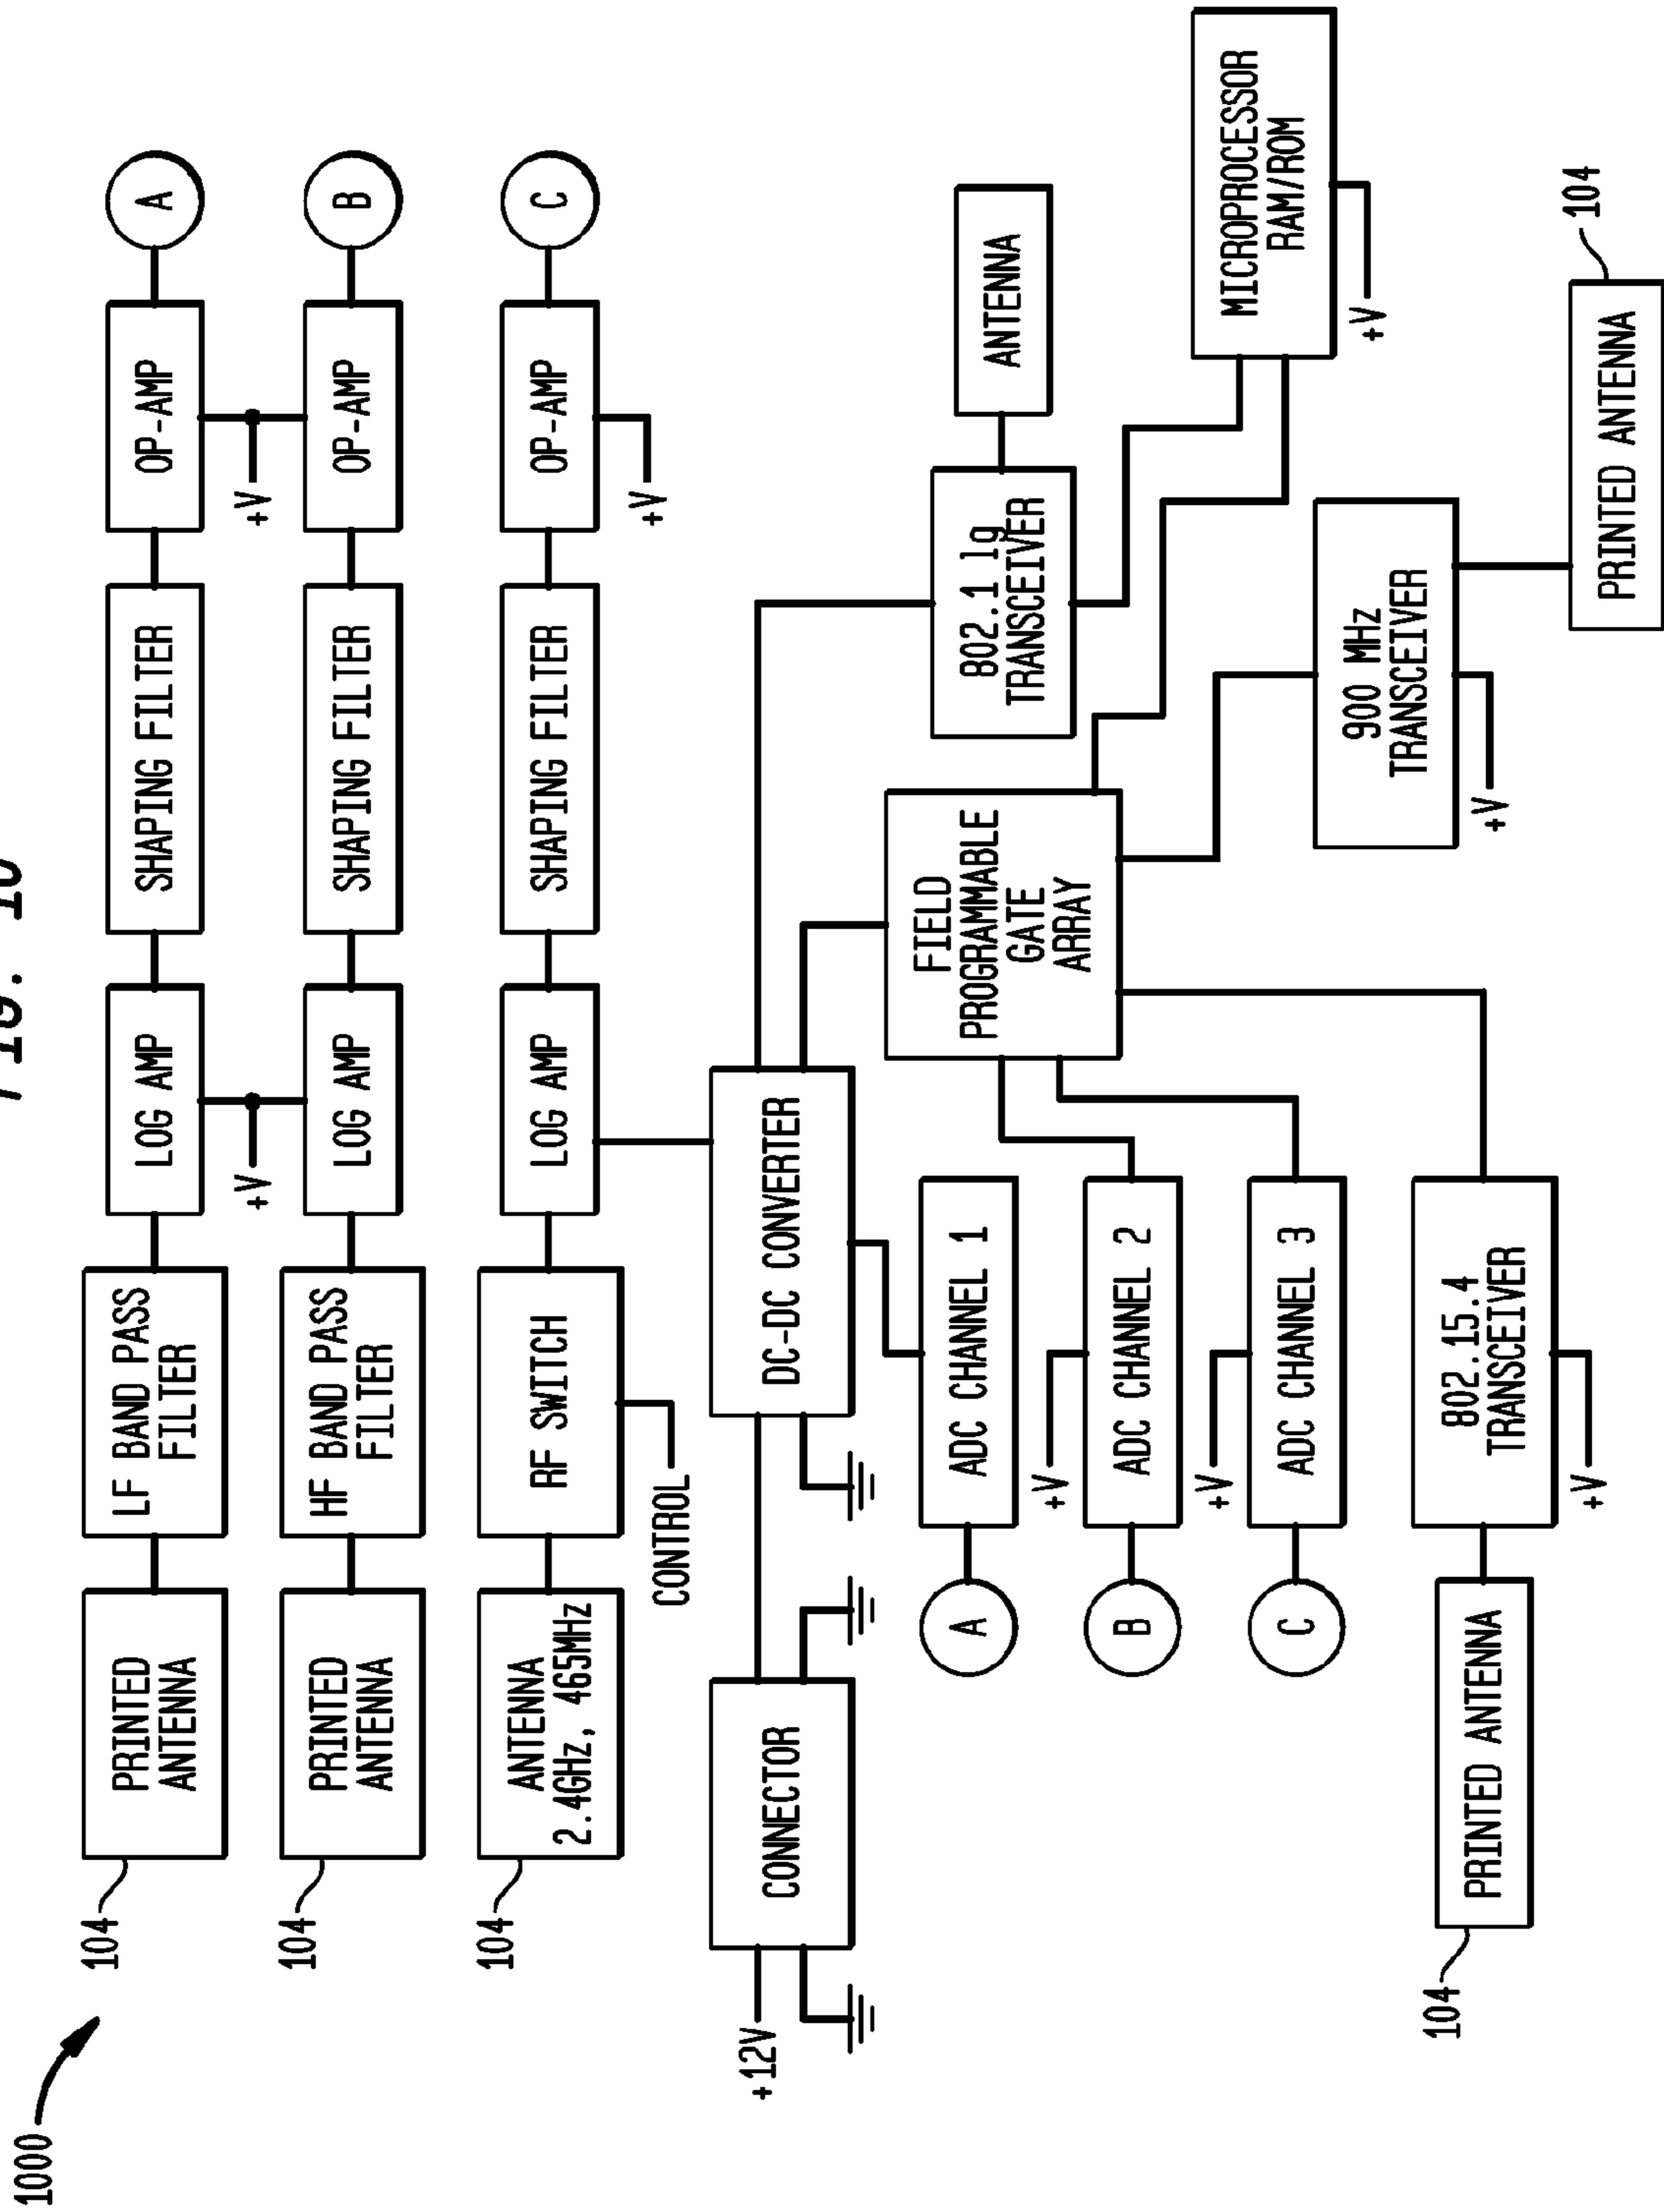 FIG. 10
1000
104
PRINTED
ANTENNA
LF BAND PASS
FILTER
LOG AMP
SHAPING FILTER
OP-AMP
A
+V
+V
104
PRINTED
ANTENNA
HF BAND PASS
FILTER
LOG AMP
SHAPING FILTER
OP-AMP
B
104
ANTENNA
2.4GHz, 465MHz
RF SWITCH
LOG AMP
SHAPING FILTER
OP-AMP
C
CONTROL
+V
+12V
CONNECTOR
DC-DC CONVERTER
802.1 1g
TRANSCEIVER
ANTENNA
A
ADC CHANNEL 1
FIELD
PROGRAMMABLE
GATE
ARRAY
+V
B
ADC CHANNEL 2
MICROPROCESSOR
RAM/ROM
+V
+V
C
ADC CHANNEL 3
900 MHz
TRANSCEIVER
+V
104
PRINTED ANTENNA
802.15.4
TRANSCEIVER
+V
PRINTED ANTENNA
104